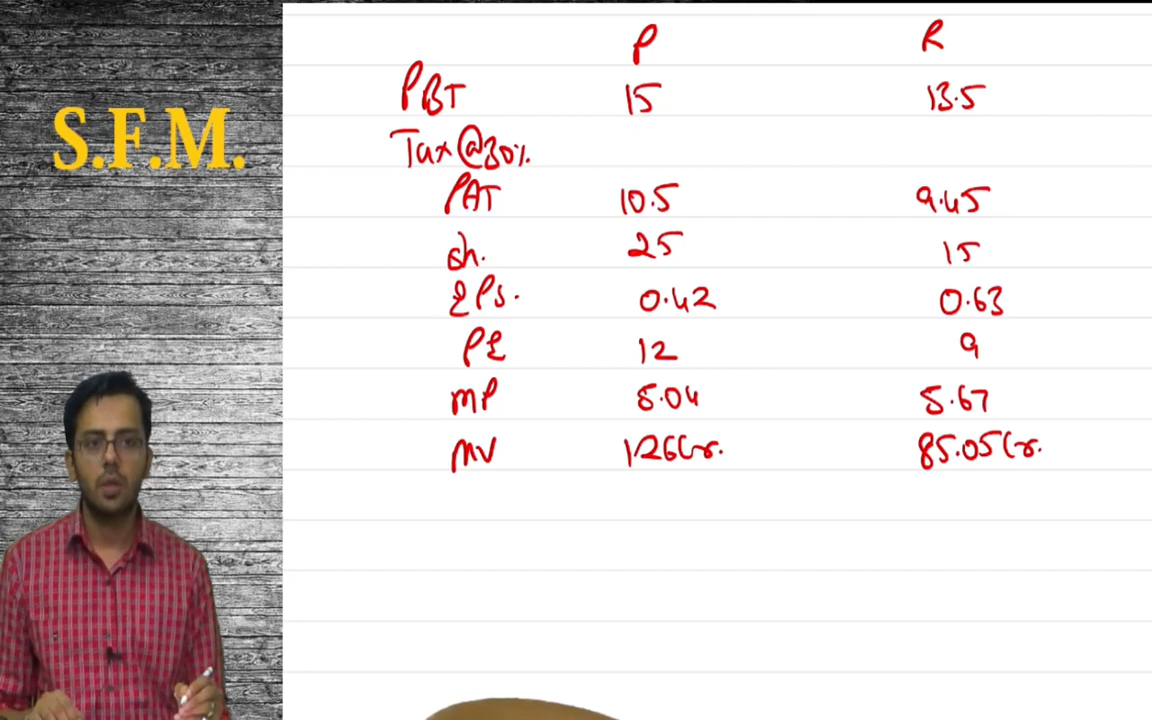 S.F.M.
P R
PBT 15 13.5
Tax@30%
PAT 10.5 9.45
Sh. 25 15
EPS. 0.42 0.63
PE 12 9
MP 5.04 5.67
MV 126Cr. 85.05Cr.